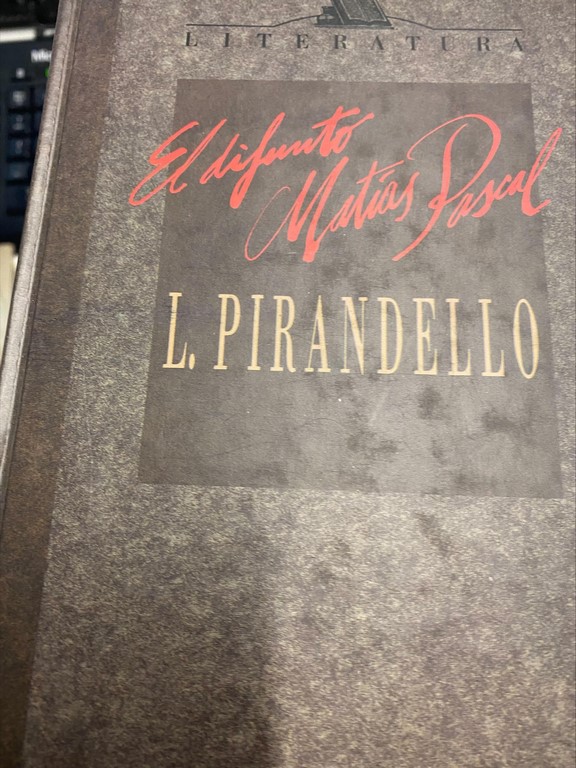 LITERATURA
El difunto
Matías Pascal
L. PIRANDELLO